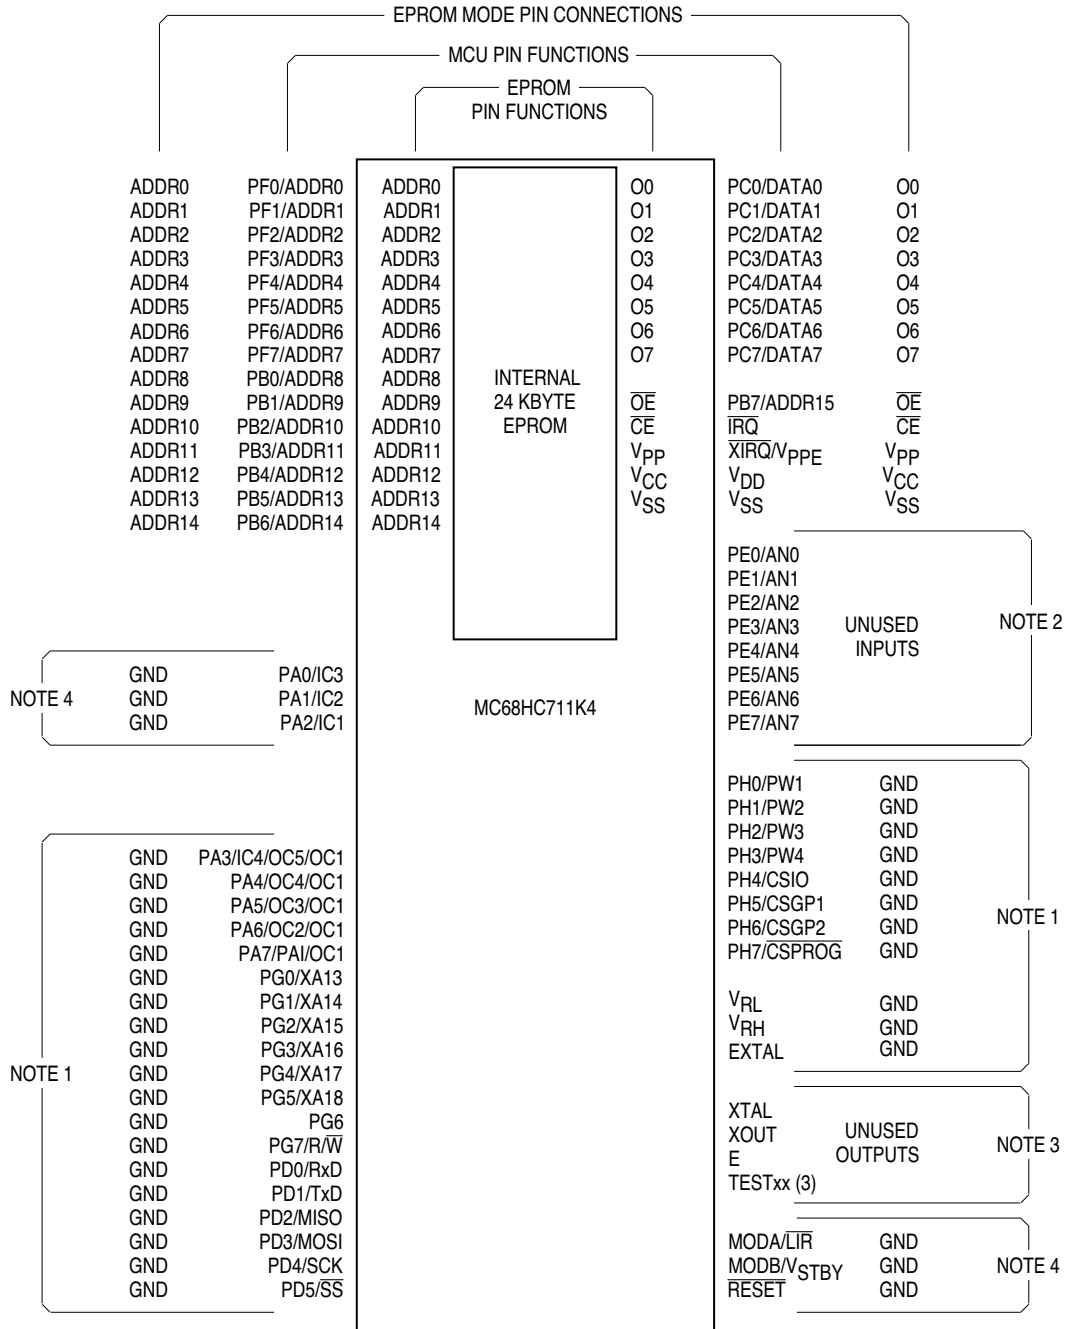 EPROM MODE PIN CONNECTIONS
MCU PIN FUNCTIONS
EPROM
PIN FUNCTIONS
ADDR0 PF0/ADDR0 ADDR0 O0 PC0/DATA0 O0
ADDR1 PF1/ADDR1 ADDR1 O1 PC1/DATA1 O1
ADDR2 PF2/ADDR2 ADDR2 O2 PC2/DATA2 O2
ADDR3 PF3/ADDR3 ADDR3 O3 PC3/DATA3 O3
ADDR4 PF4/ADDR4 ADDR4 O4 PC4/DATA4 O4
ADDR5 PF5/ADDR5 ADDR5 O5 PC5/DATA5 O5
ADDR6 PF6/ADDR6 ADDR6 O6 PC6/DATA6 O6
ADDR7 PF7/ADDR7 ADDR7 O7 PC7/DATA7 O7
ADDR8 PB0/ADDR8 ADDR8 INTERNAL
ADDR9 PB1/ADDR9 ADDR9 24 KBYTE OE PB7/ADDR15 OE
ADDR10 PB2/ADDR10 ADDR10 EPROM CE IRQ CE
ADDR11 PB3/ADDR11 ADDR11 VPP XIRQ/VPPE VPP
ADDR12 PB4/ADDR12 ADDR12 VCC VDD VCC
ADDR13 PB5/ADDR13 ADDR13 VSS VSS VSS
ADDR14 PB6/ADDR14 ADDR14
PE0/AN0
PE1/AN1
PE2/AN2
PE3/AN3 UNUSED NOTE 2
PE4/AN4 INPUTS
GND PA0/IC3 PE5/AN5
NOTE 4 GND PA1/IC2 MC68HC711K4 PE6/AN6
GND PA2/IC1 PE7/AN7
PH0/PW1 GND
PH1/PW2 GND
PH2/PW3 GND
GND PA3/IC4/OC5/OC1 PH3/PW4 GND
GND PA4/OC4/OC1 PH4/CSIO GND
GND PA5/OC3/OC1 PH5/CSGP1 GND NOTE 1
GND PA6/OC2/OC1 PH6/CSGP2 GND
GND PA7/PAI/OC1 PH7/CSPROG GND
GND PG0/XA13
GND PG1/XA14 VRL GND
GND PG2/XA15 VRH GND
GND PG3/XA16 EXTAL GND
NOTE 1 GND PG4/XA17
GND PG5/XA18 XTAL
GND PG6 XOUT UNUSED
GND PG7/R/W E OUTPUTS NOTE 3
GND PD0/RxD TESTxx (3)
GND PD1/TxD
GND PD2/MISO
GND PD3/MOSI MODA/LIR GND
GND PD4/SCK MODB/VSTBY GND NOTE 4
GND PD5/SS RESET GND